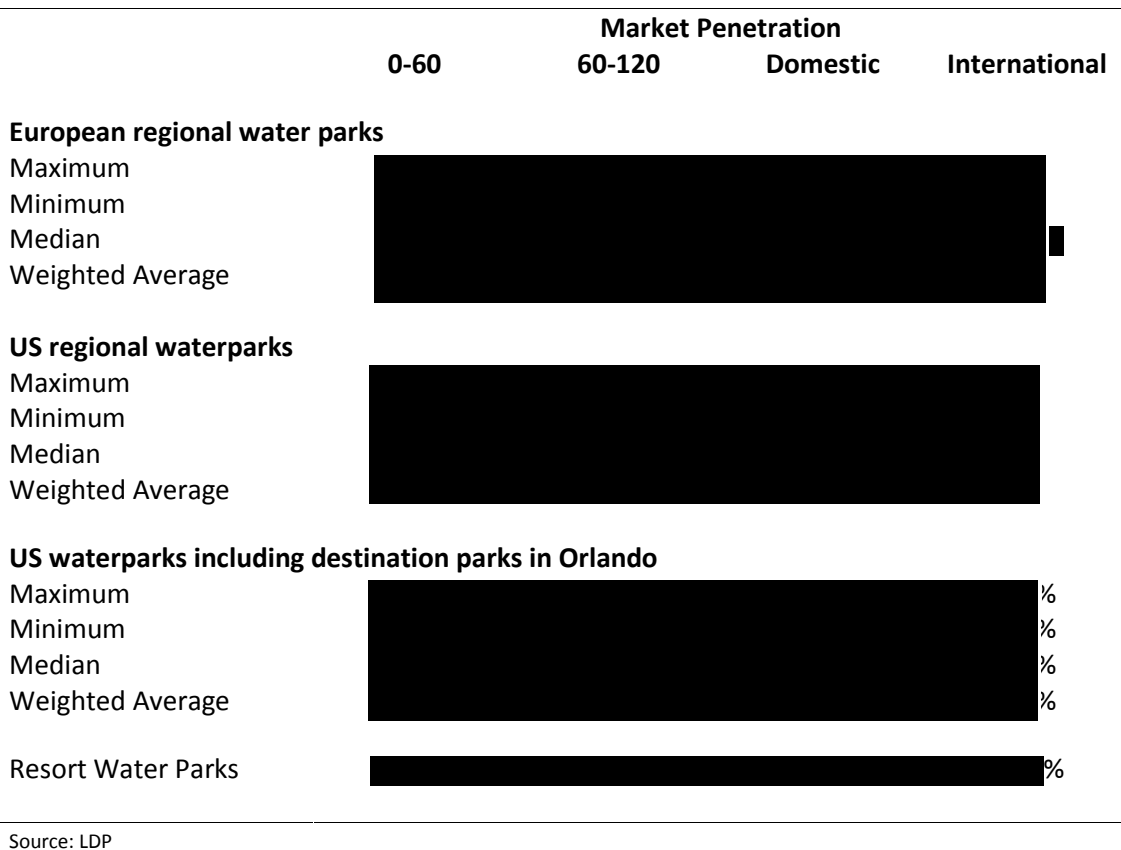 Market Penetration
0-60 60-120 Domestic International
European regional water parks
Maximum
Minimum
Median
Weighted Average
US regional waterparks
Maximum
Minimum
Median
Weighted Average
US waterparks including destination parks in Orlando
Maximum %
Minimum %
Median %
Weighted Average %
Resort Water Parks %
Source: LDP